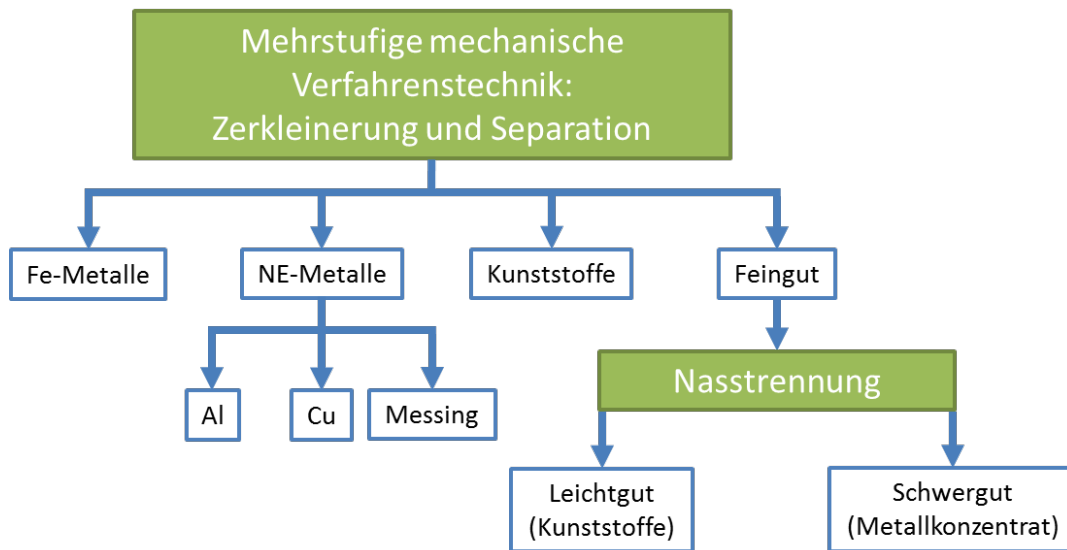 Mehrstufige mechanische
Verfahrenstechnik:
Zerkleinerung und Separation
Fe-Metalle
NE-Metalle
Kunststoffe
Feingut
Al
Cu
Messing
Nasstrennung
Leichtgut
(Kunststoffe)
Schwergut
(Metallkonzentrat)